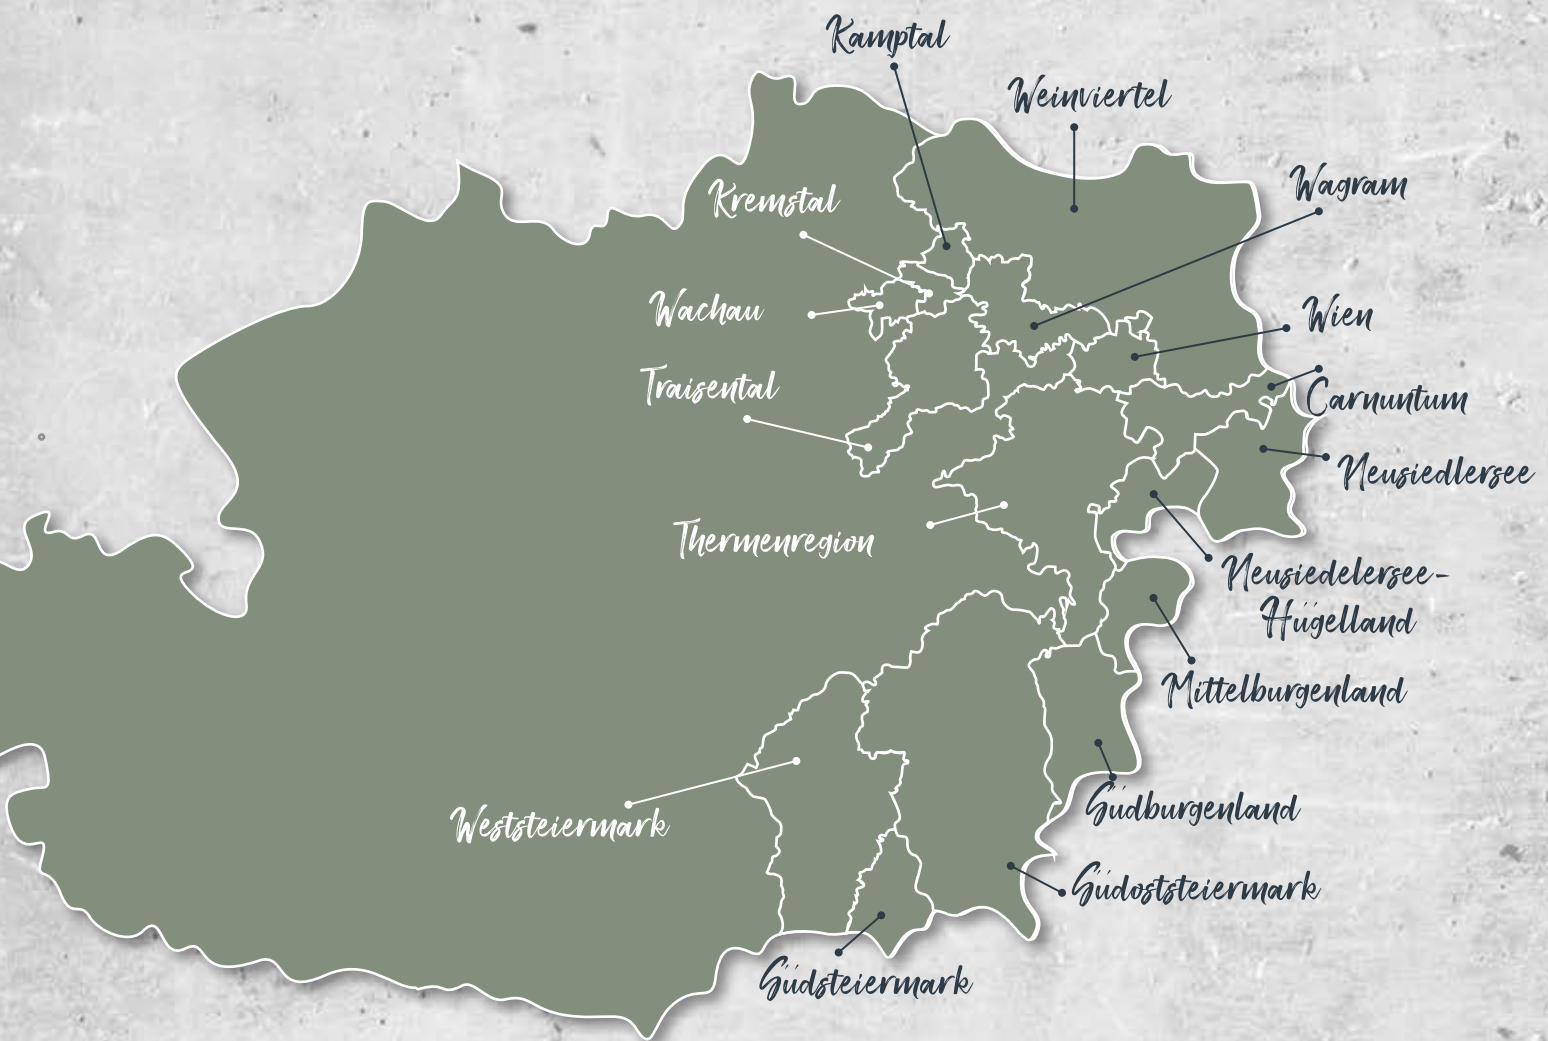 Kamptal
Weinviertel
Wagram
Kremstal
Wachau
Wien
Traisental
Carnuntum
Neusiedlersee
Thermenregion
Neusiedelersee-
Hügelland
Mittelburgenland
Weststeiermark
Südburgenland
Südoststeiermark
Südsteiermark